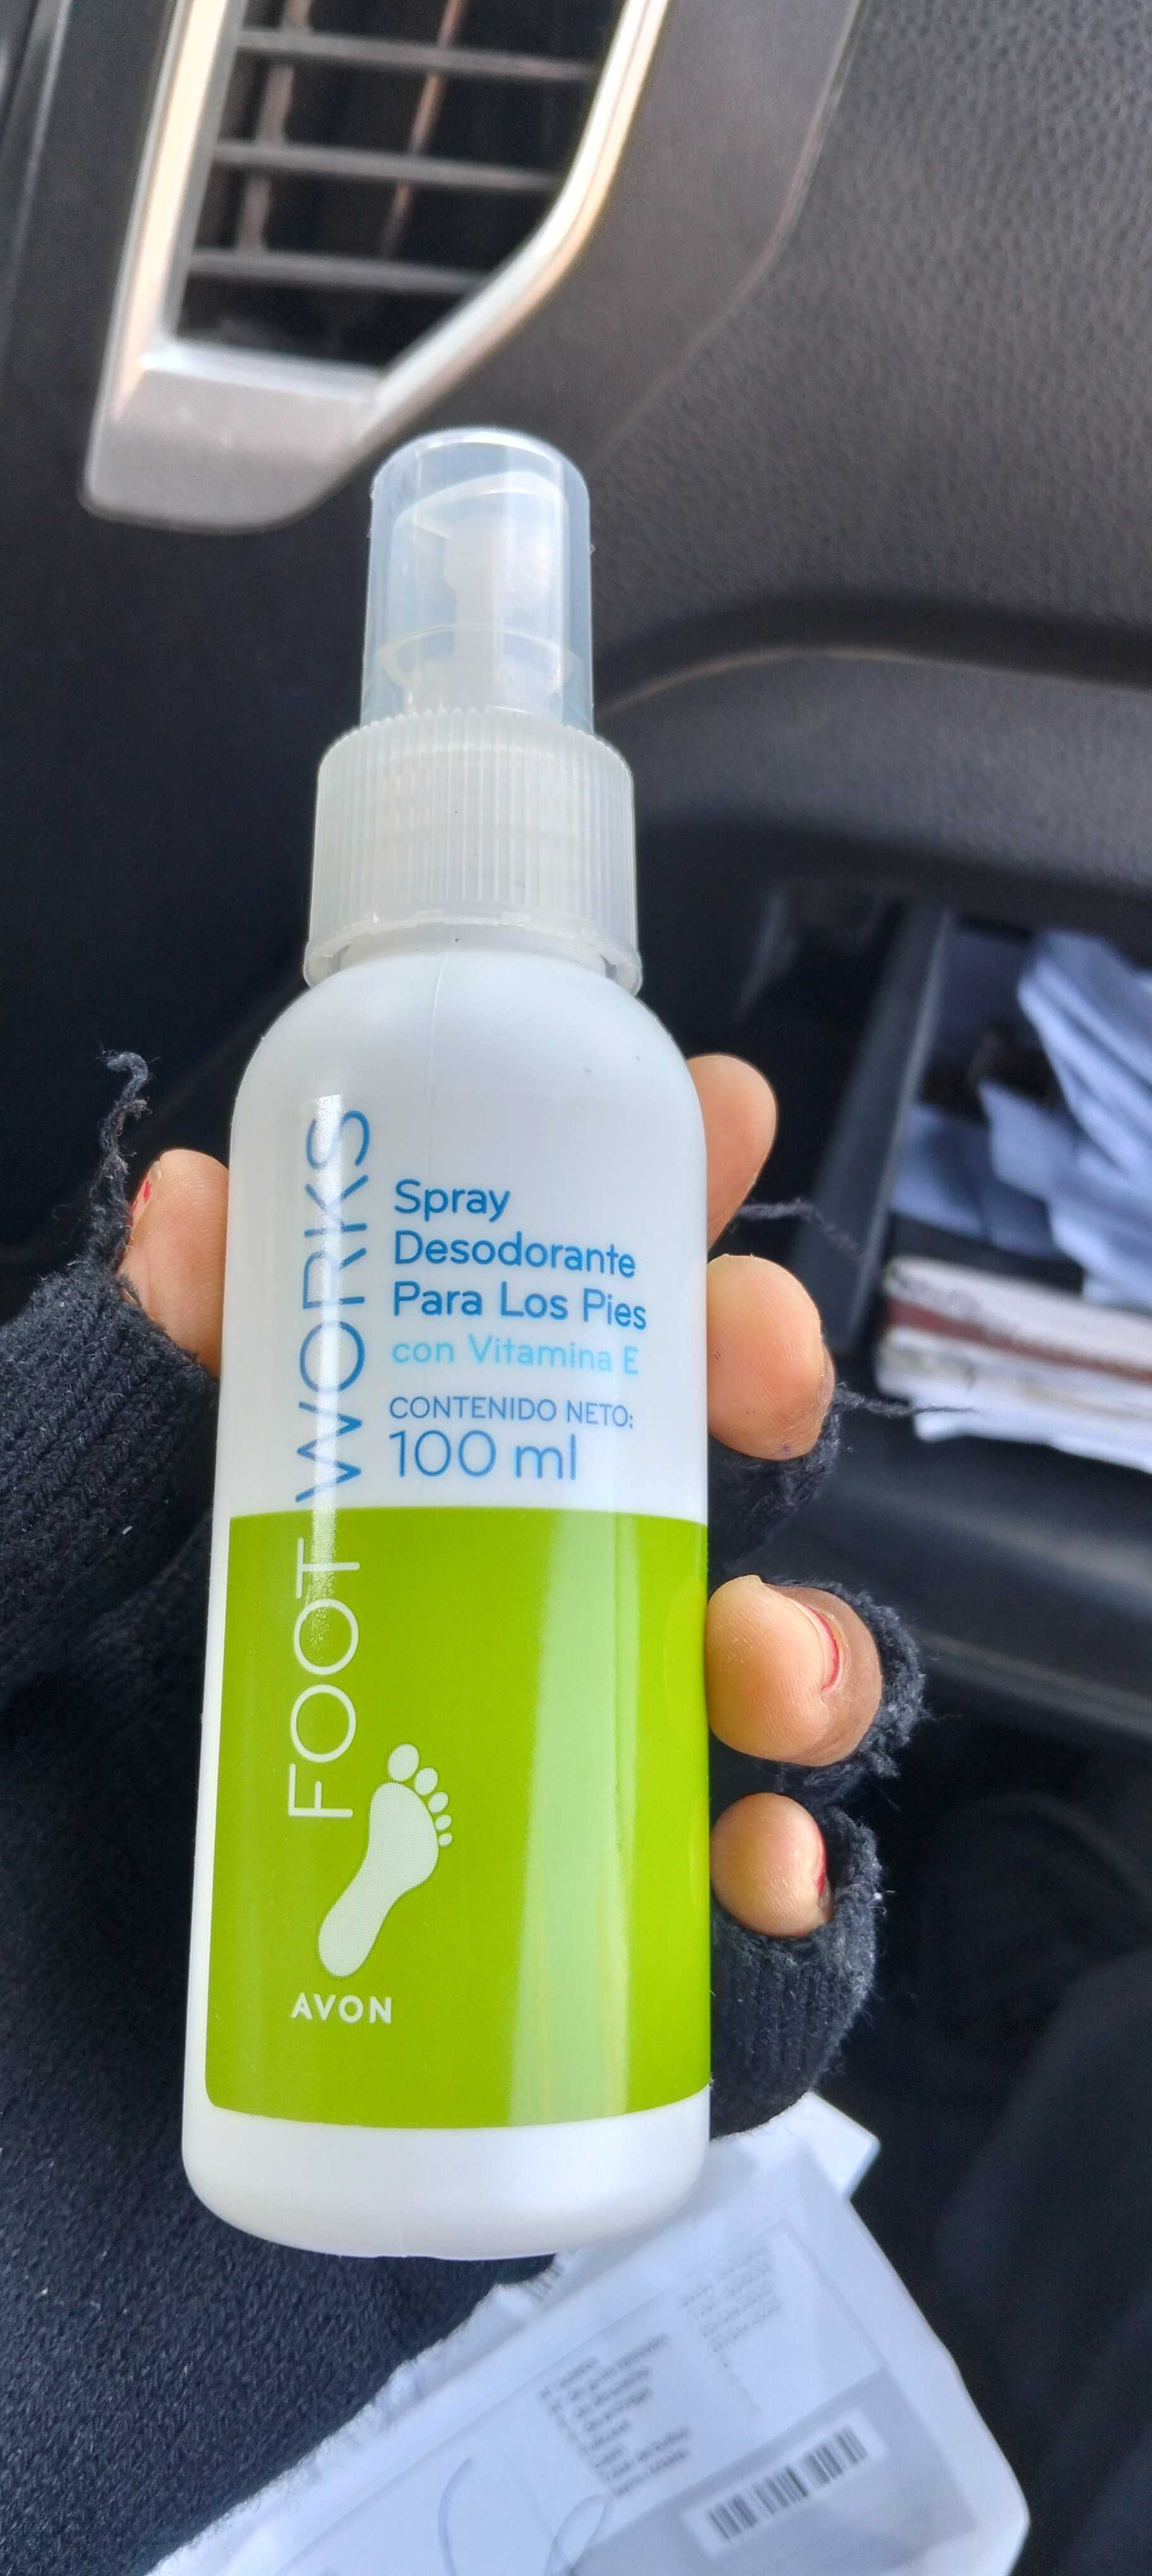 FOOT WORKS
Spray
Desodorante
Para Los Pies
con Vitamina E
CONTENIDO NETO:
100 ml
AVON